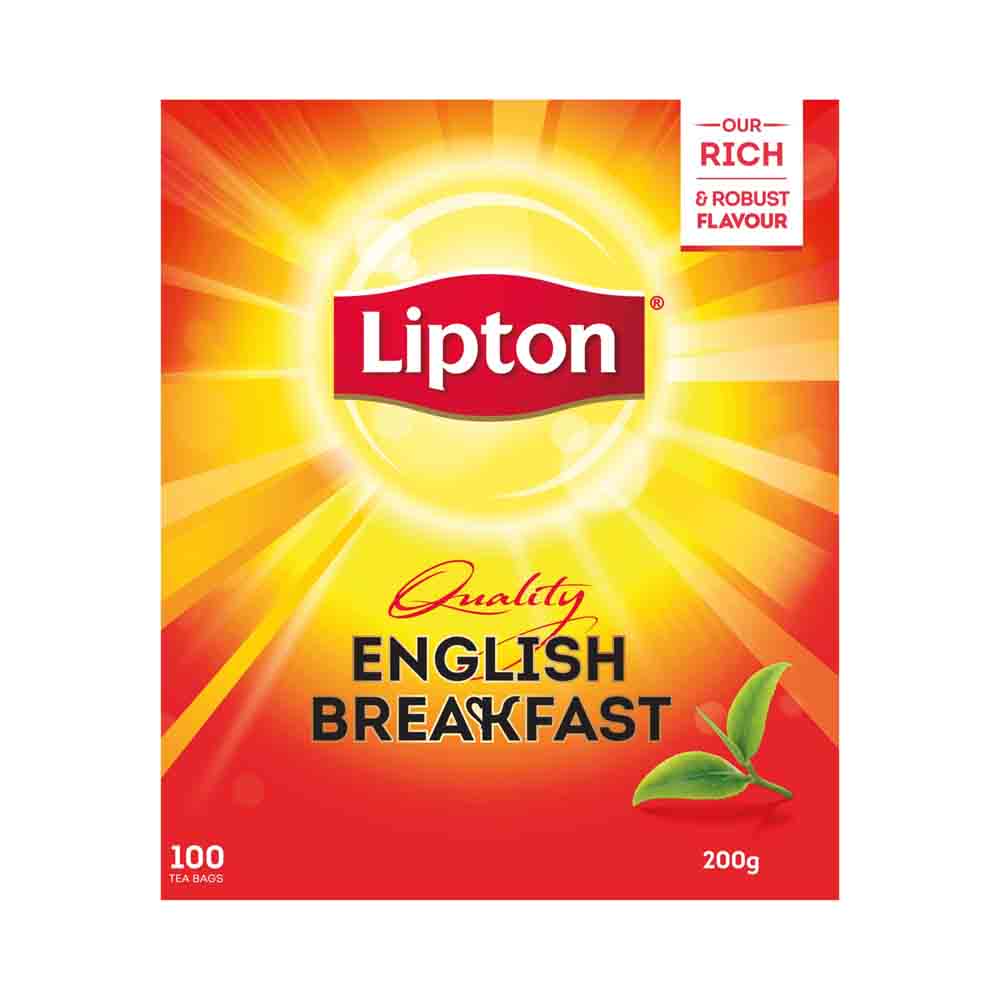 OUR
RICH
& ROBUST
FLAVOUR
Lipton®
Quality
ENGLISH
BREAKFAST
100
TEA BAGS
200g